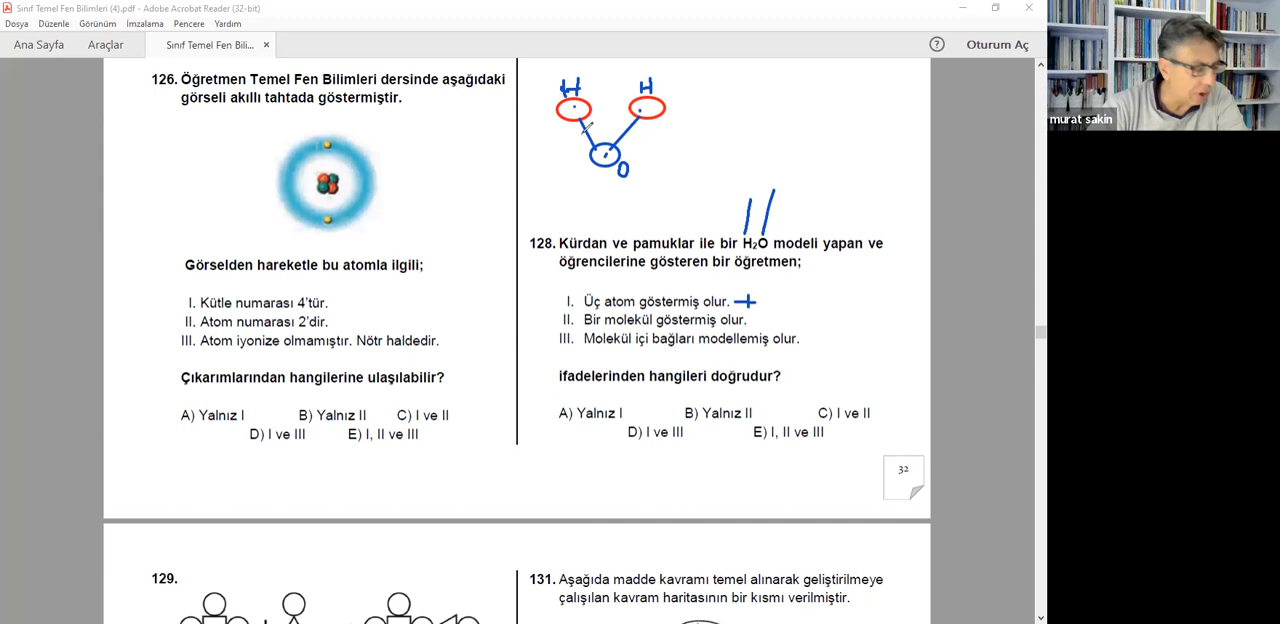 Sınıf Temel Fen Bilimleri (4).pdf - Adobe Acrobat Reader (32-bit)
Dosya Düzenle Görünüm İmzalama Pencere Yardım
Ana Sayfa Araçlar Sınıf Temel Fen Bili... × ? Oturum Aç
126. Öğretmen Temel Fen Bilimleri dersinde aşağıdaki
görseli akıllı tahtada göstermiştir.
Görselden hareketle bu atomla ilgili;
I. Kütle numarası 4'tür.
II. Atom numarası 2'dir.
III. Atom iyonize olmamıştır. Nötr haldedir.
Çıkarımlarından hangilerine ulaşılabilir?
A) Yalnız I B) Yalnız II C) I ve II
D) I ve III E) I, II ve III
H H
O
128. Kürdan ve pamuklar ile bir H₂O modeli yapan ve
öğrencilerine gösteren bir öğretmen;
I. Üç atom göstermiş olur. +
II. Bir molekül göstermiş olur.
III. Molekül içi bağları modellemiş olur.
ifadelerinden hangileri doğrudur?
A) Yalnız I B) Yalnız II C) I ve II
D) I ve III E) I, II ve III
32
129.
131. Aşağıda madde kavramı temel alınarak geliştirilmeye
çalışılan kavram haritasının bir kısmı verilmiştir.
murat sakin